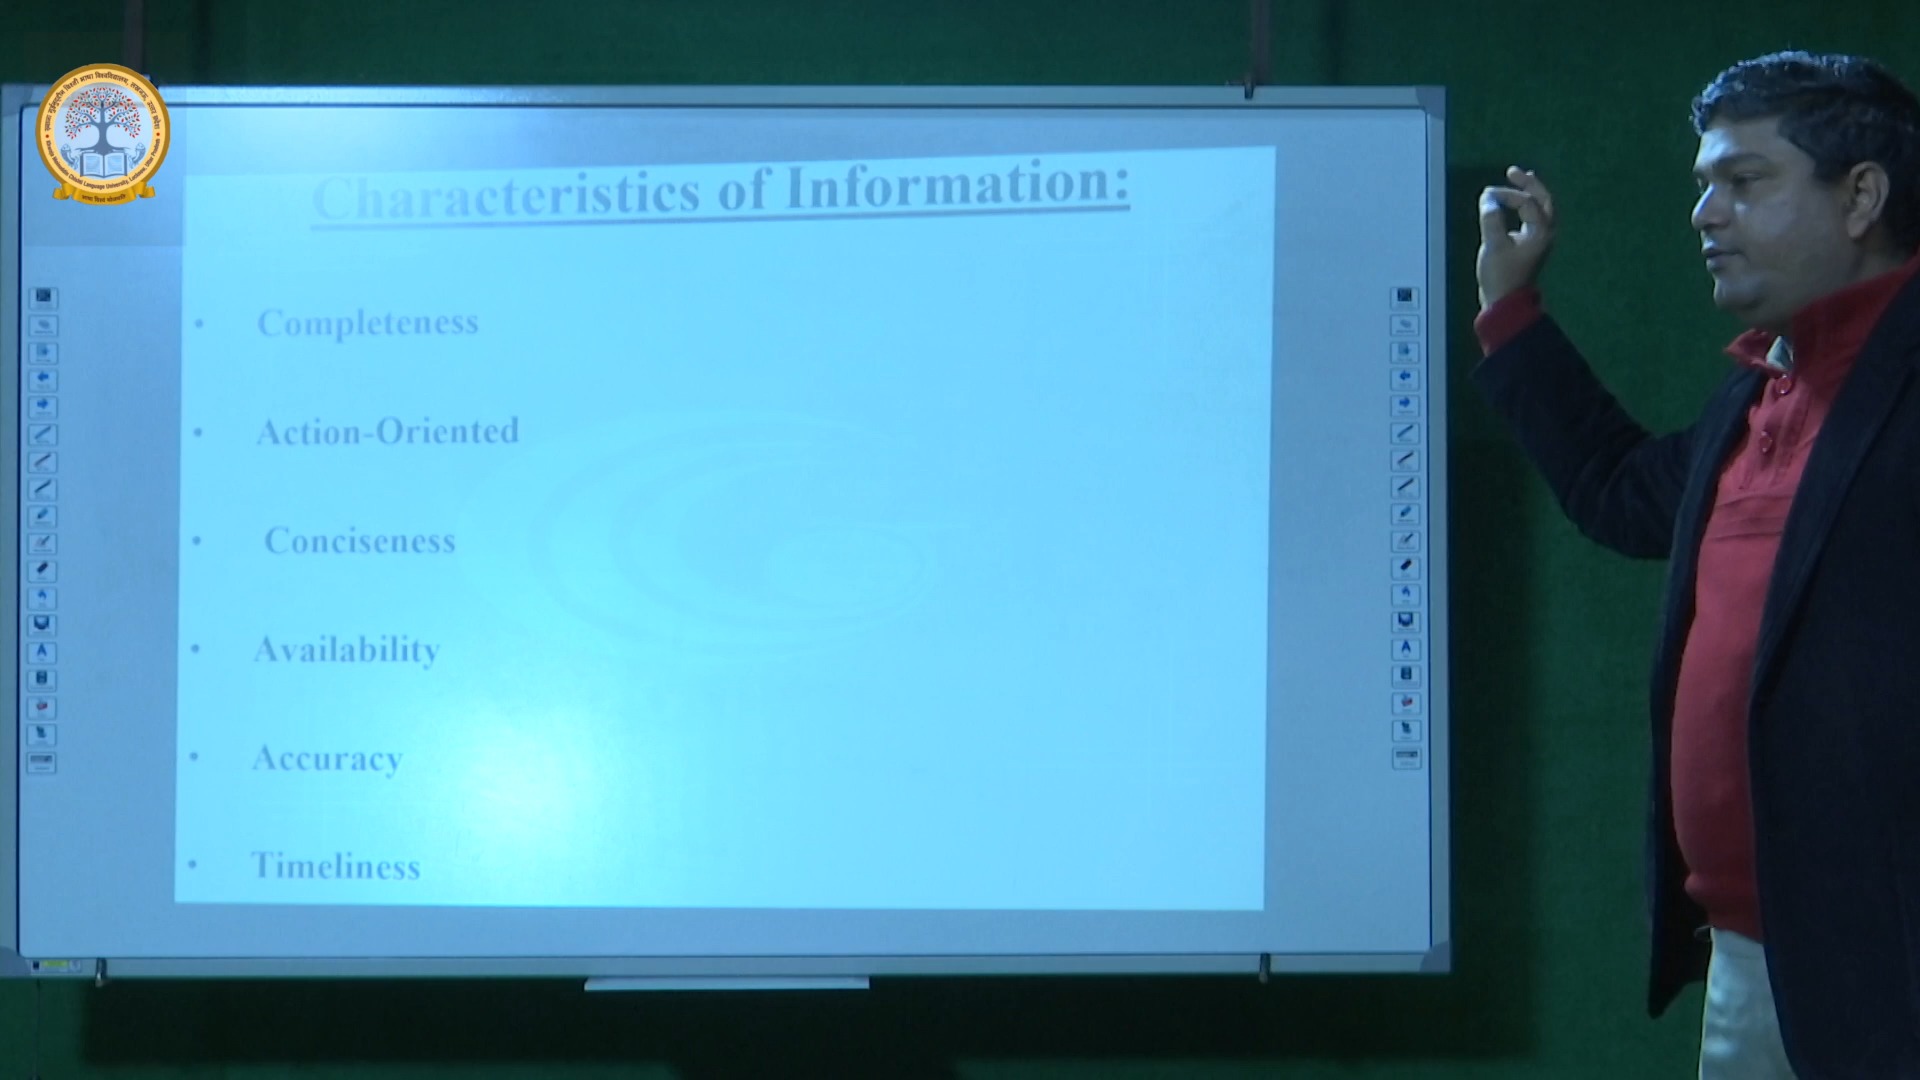 Characteristics of Information:
• Completeness
• Action-Oriented
• Conciseness
• Availability
• Accuracy
• Timeliness